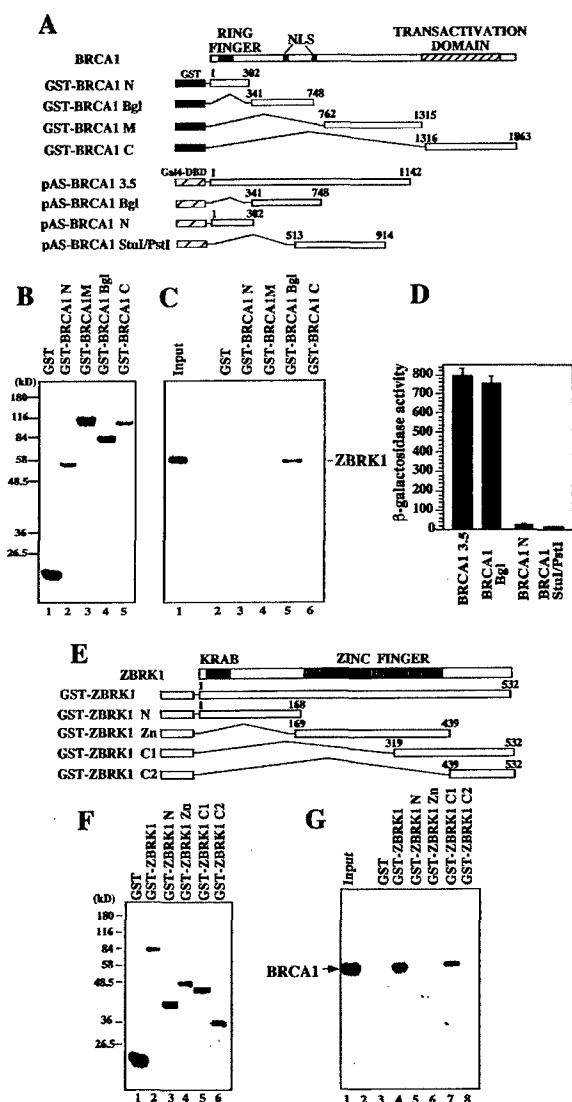 A
RING FINGER
NLS
TRANSACTIVATION DOMAIN
BRCA1
GST
GST-BRCA1 N
1 302
GST-BRCA1 Bgl
341 748
GST-BRCA1 M
762 1315
GST-BRCA1 C
1316 1863
Gal4-DBD
pAS-BRCA1 3.5
1 1142
pAS-BRCA1 Bgl
341 748
pAS-BRCA1 N
1 302
pAS-BRCA1 StuI/PstI
513 914
B
GST
GST-BRCA1 N
GST-BRCA1M
GST-BRCA1 Bgl
GST-BRCA1 C
(kD)
180
116
84
58
48.5
36
26.5
1 2 3 4 5
C
Input
GST
GST-BRCA1 N
GST-BRCA1M
GST-BRCA1 Bgl
GST-BRCA1 C
ZBRK1
1 2 3 4 5 6
D
β-galactosidase activity
800
700
600
500
400
300
200
100
0
BRCA1 3.5
BRCA1 Bgl
BRCA1 N
BRCA1 StuI/PstI
E
KRAB
ZINC FINGER
ZBRK1
GST-ZBRK1
1 532
GST-ZBRK1 N
1 168
GST-ZBRK1 Zn
169 439
GST-ZBRK1 C1
319 532
GST-ZBRK1 C2
439 532
F
GST
GST-ZBRK1
GST-ZBRK1 N
GST-ZBRK1 Zn
GST-ZBRK1 C1
GST-ZBRK1 C2
(kD)
180
116
84
58
48.5
36
26.5
1 2 3 4 5 6
G
Input
GST
GST-ZBRK1
GST-ZBRK1 N
GST-ZBRK1 Zn
GST-ZBRK1 C1
GST-ZBRK1 C2
BRCA1
1 2 3 4 5 6 7 8